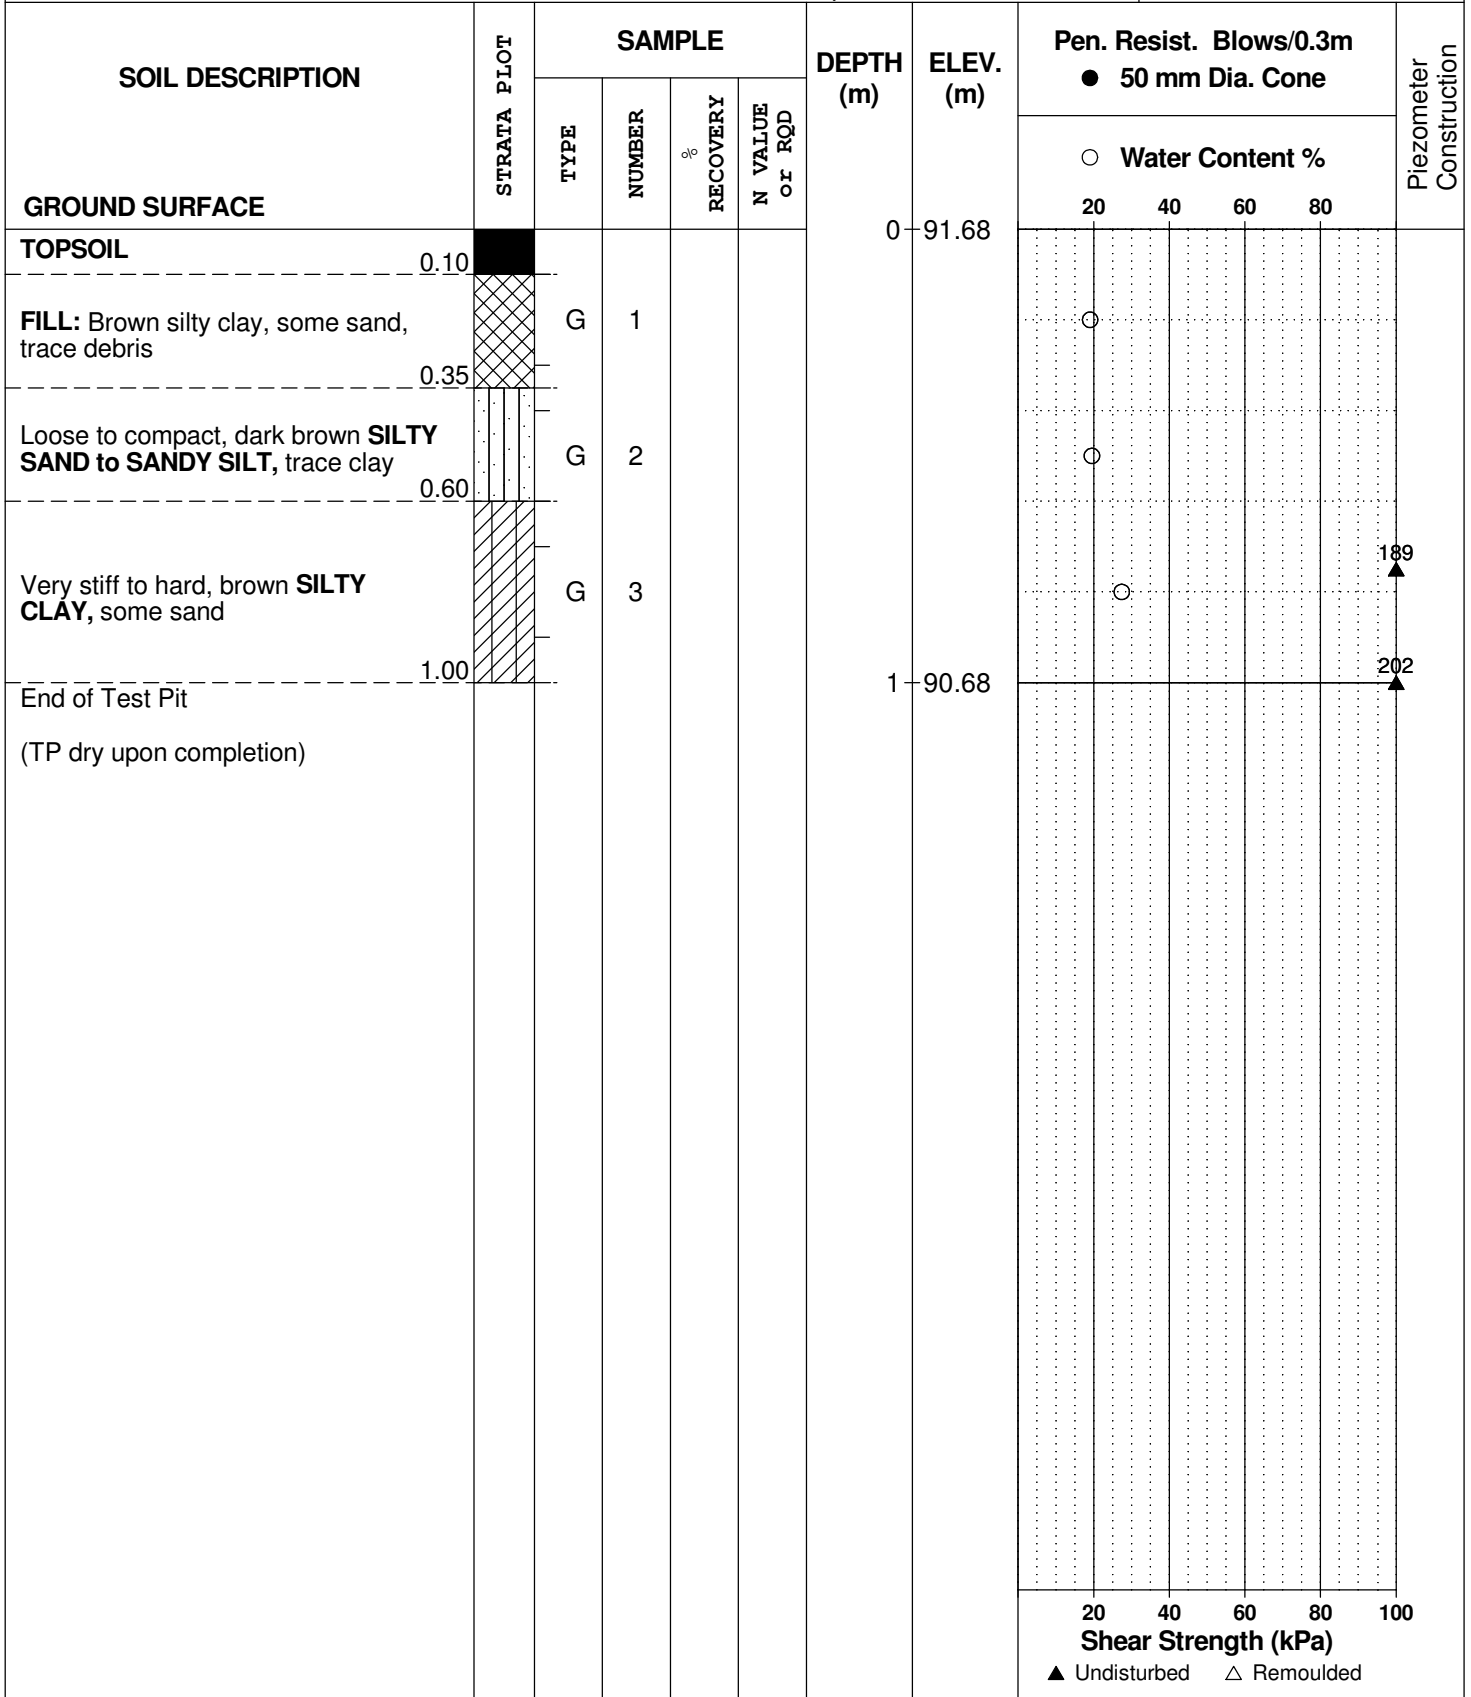 SOIL DESCRIPTION
GROUND SURFACE
STRATA PLOT
SAMPLE
TYPE
NUMBER
%
RECOVERY
N VALUE
or RQD
DEPTH
(m)
ELEV.
(m)
Pen. Resist. Blows/0.3m
● 50 mm Dia. Cone
○ Water Content %
20 40 60 80
Piezometer
Construction
TOPSOIL
0.10
0 91.68
FILL: Brown silty clay, some sand,
trace debris
0.35
G 1
Loose to compact, dark brown SILTY
SAND to SANDY SILT, trace clay
0.60
G 2
Very stiff to hard, brown SILTY
CLAY, some sand
1.00
G 3
189
202
1 90.68
End of Test Pit
(TP dry upon completion)
20 40 60 80 100
Shear Strength (kPa)
▲ Undisturbed △ Remoulded